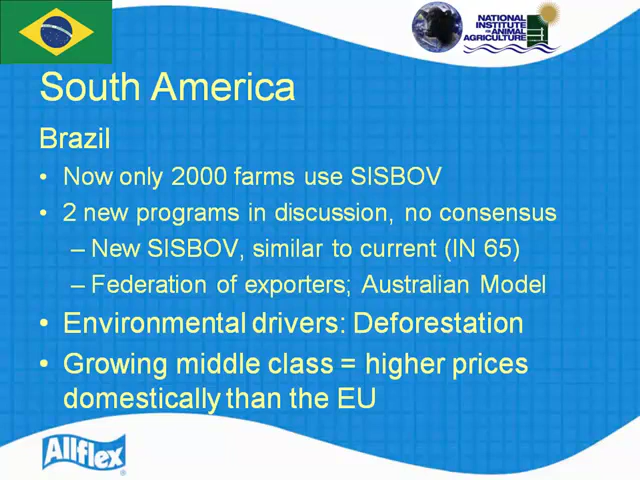 NATIONAL
INSTITUTE
FOR ANIMAL
AGRICULTURE
South America
Brazil
• Now only 2000 farms use SISBOV
• 2 new programs in discussion, no consensus
– New SISBOV, similar to current (IN 65)
– Federation of exporters; Australian Model
• Environmental drivers: Deforestation
• Growing middle class = higher prices
domestically than the EU
Allflex
®